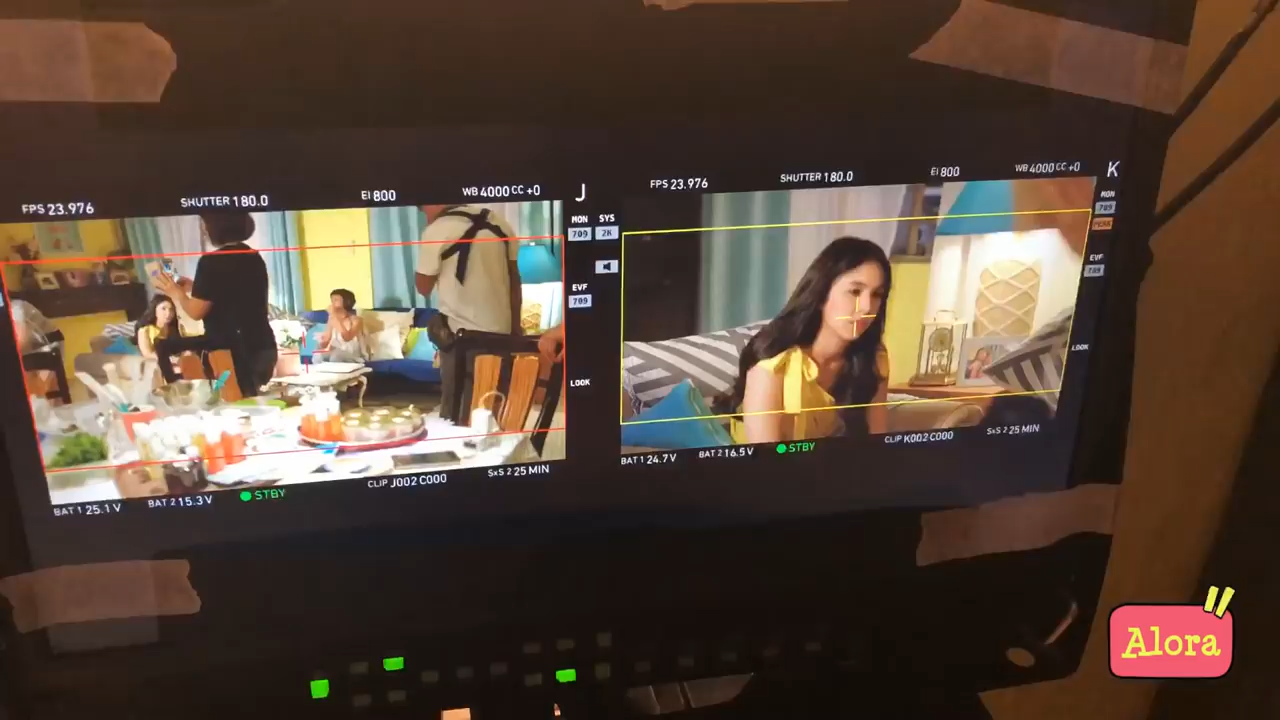 FPS 23.976
SHUTTER 180.0
EI 800
WB 4000 CC +0
J
MON
709
SYS
2K
EVF
709
LOOK
BAT 1 25.1 V
BAT 2 15.3 V
STBY
CLIP J002 C000
SxS 2 25 MIN
FPS 23.976
SHUTTER 180.0
EI 800
WB 4000 CC +0
K
MON
709
PEAK
EVF
709
LOOK
BAT 1 24.7 V
BAT 2 16.5 V
STBY
CLIP K002 C000
SxS 2 25 MIN
Alora